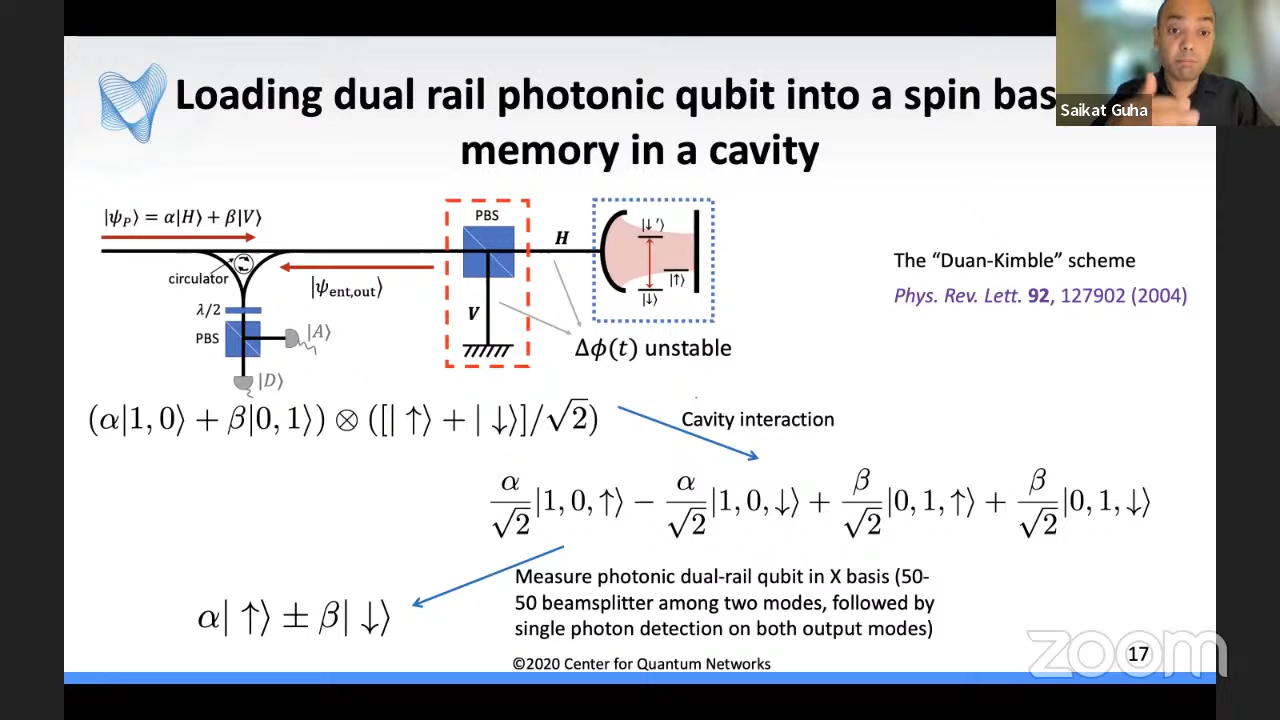 Saikat Guha
Loading dual rail photonic qubit into a spin bas
memory in a cavity
|ψ_P⟩ = α|H⟩ + β|V⟩
circulator
|ψ_ent,out⟩
λ/2
PBS
|A⟩
|D⟩
PBS
H
V
|↓'⟩
|↑⟩
|↓⟩
Δϕ(t) unstable
The “Duan-Kimble” scheme
Phys. Rev. Lett. 92, 127902 (2004)
(α|1, 0⟩ + β|0, 1⟩) ⊗ ([| ↑⟩ + | ↓⟩]/√2)
Cavity interaction
α/√2 |1, 0, ↑⟩ − α/√2 |1, 0, ↓⟩ + β/√2 |0, 1, ↑⟩ + β/√2 |0, 1, ↓⟩
Measure photonic dual-rail qubit in X basis (50-
50 beamsplitter among two modes, followed by
single photon detection on both output modes)
α| ↑⟩ ± β| ↓⟩
©2020 Center for Quantum Networks
17
zoom